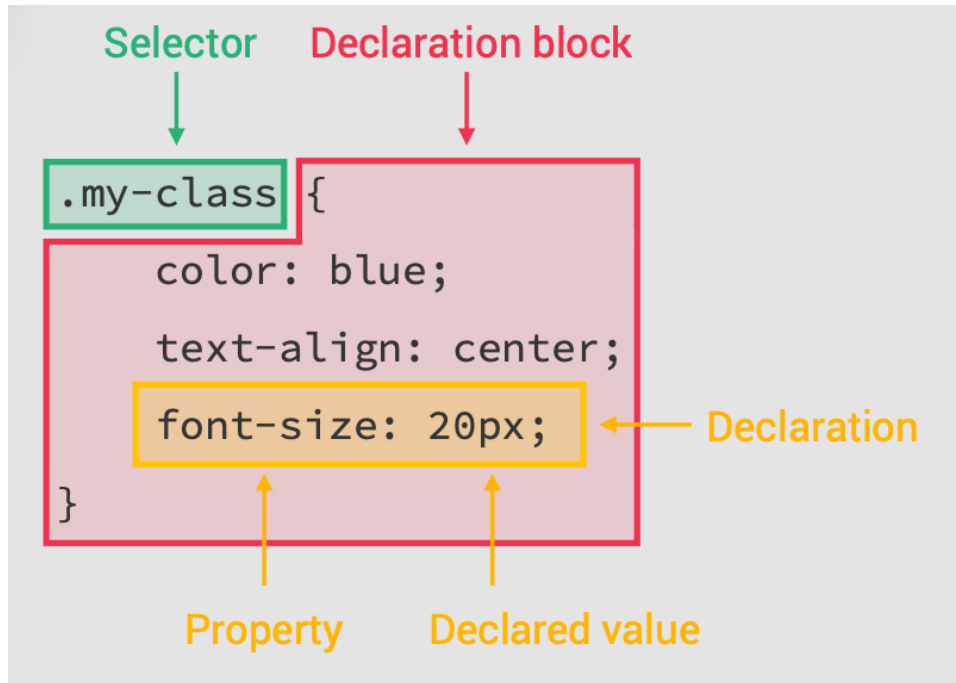 Selector Declaration block
.my-class {
color: blue;
text-align: center;
font-size: 20px; Declaration
}
Property Declared value